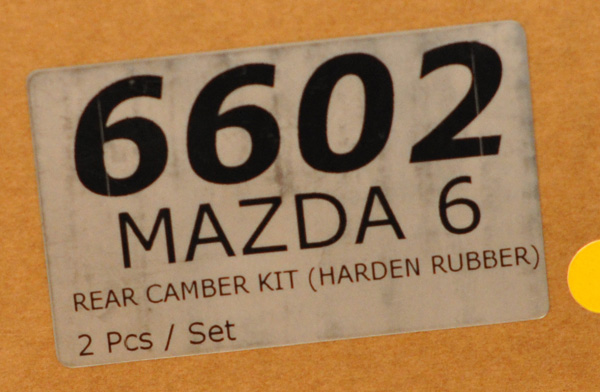 6602
MAZDA 6
REAR CAMBER KIT (HARDEN RUBBER)
2 Pcs / Set